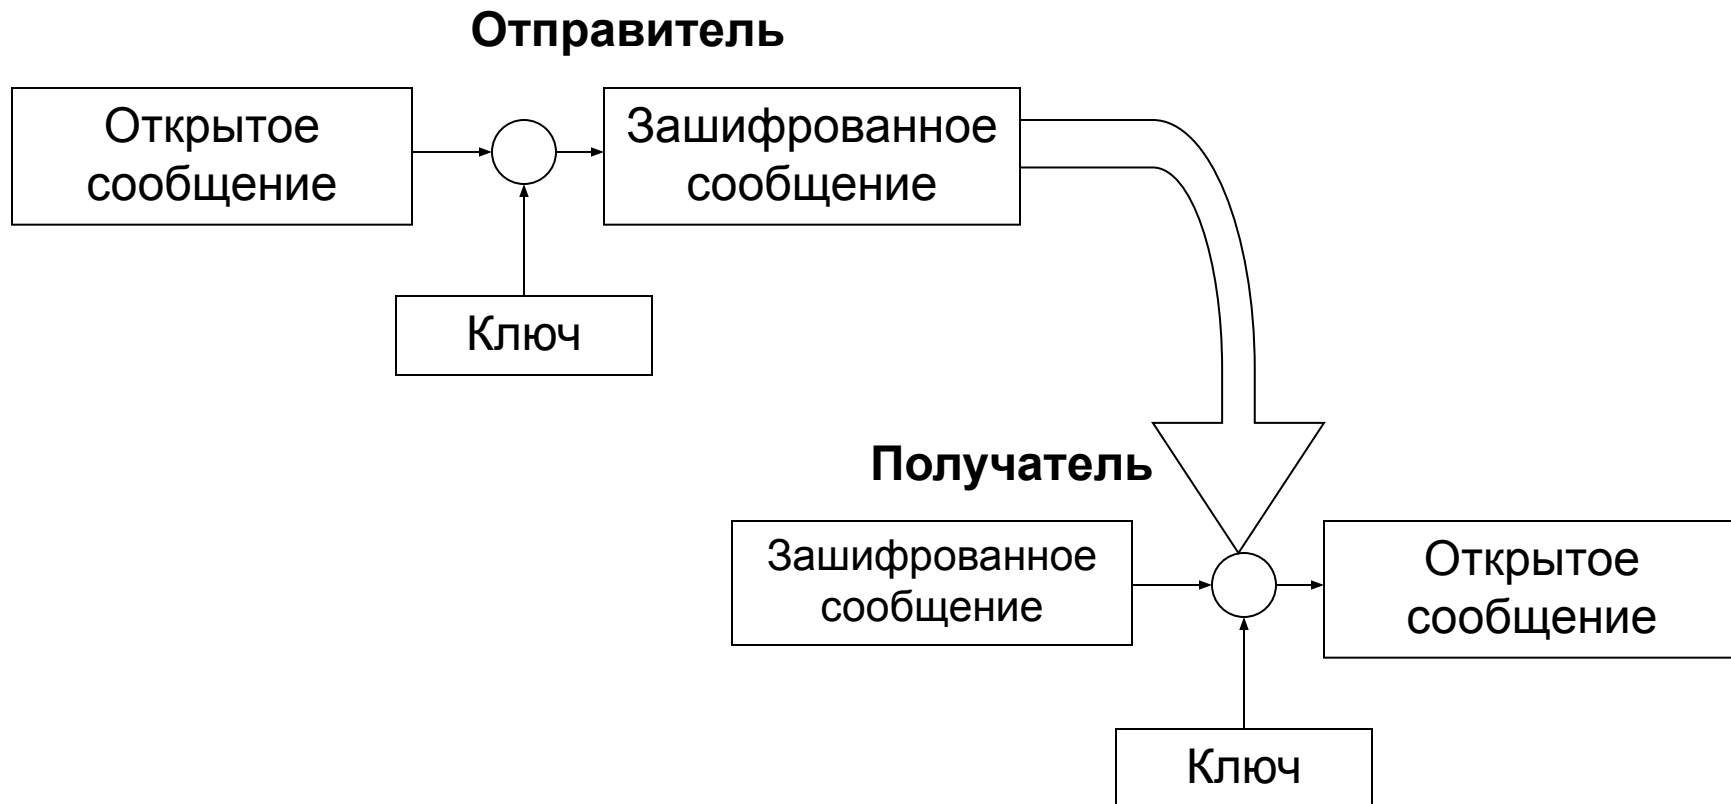 Отправитель
Открытое
сообщение
Зашифрованное
сообщение
Ключ
Получатель
Зашифрованное
сообщение
Открытое
сообщение
Ключ